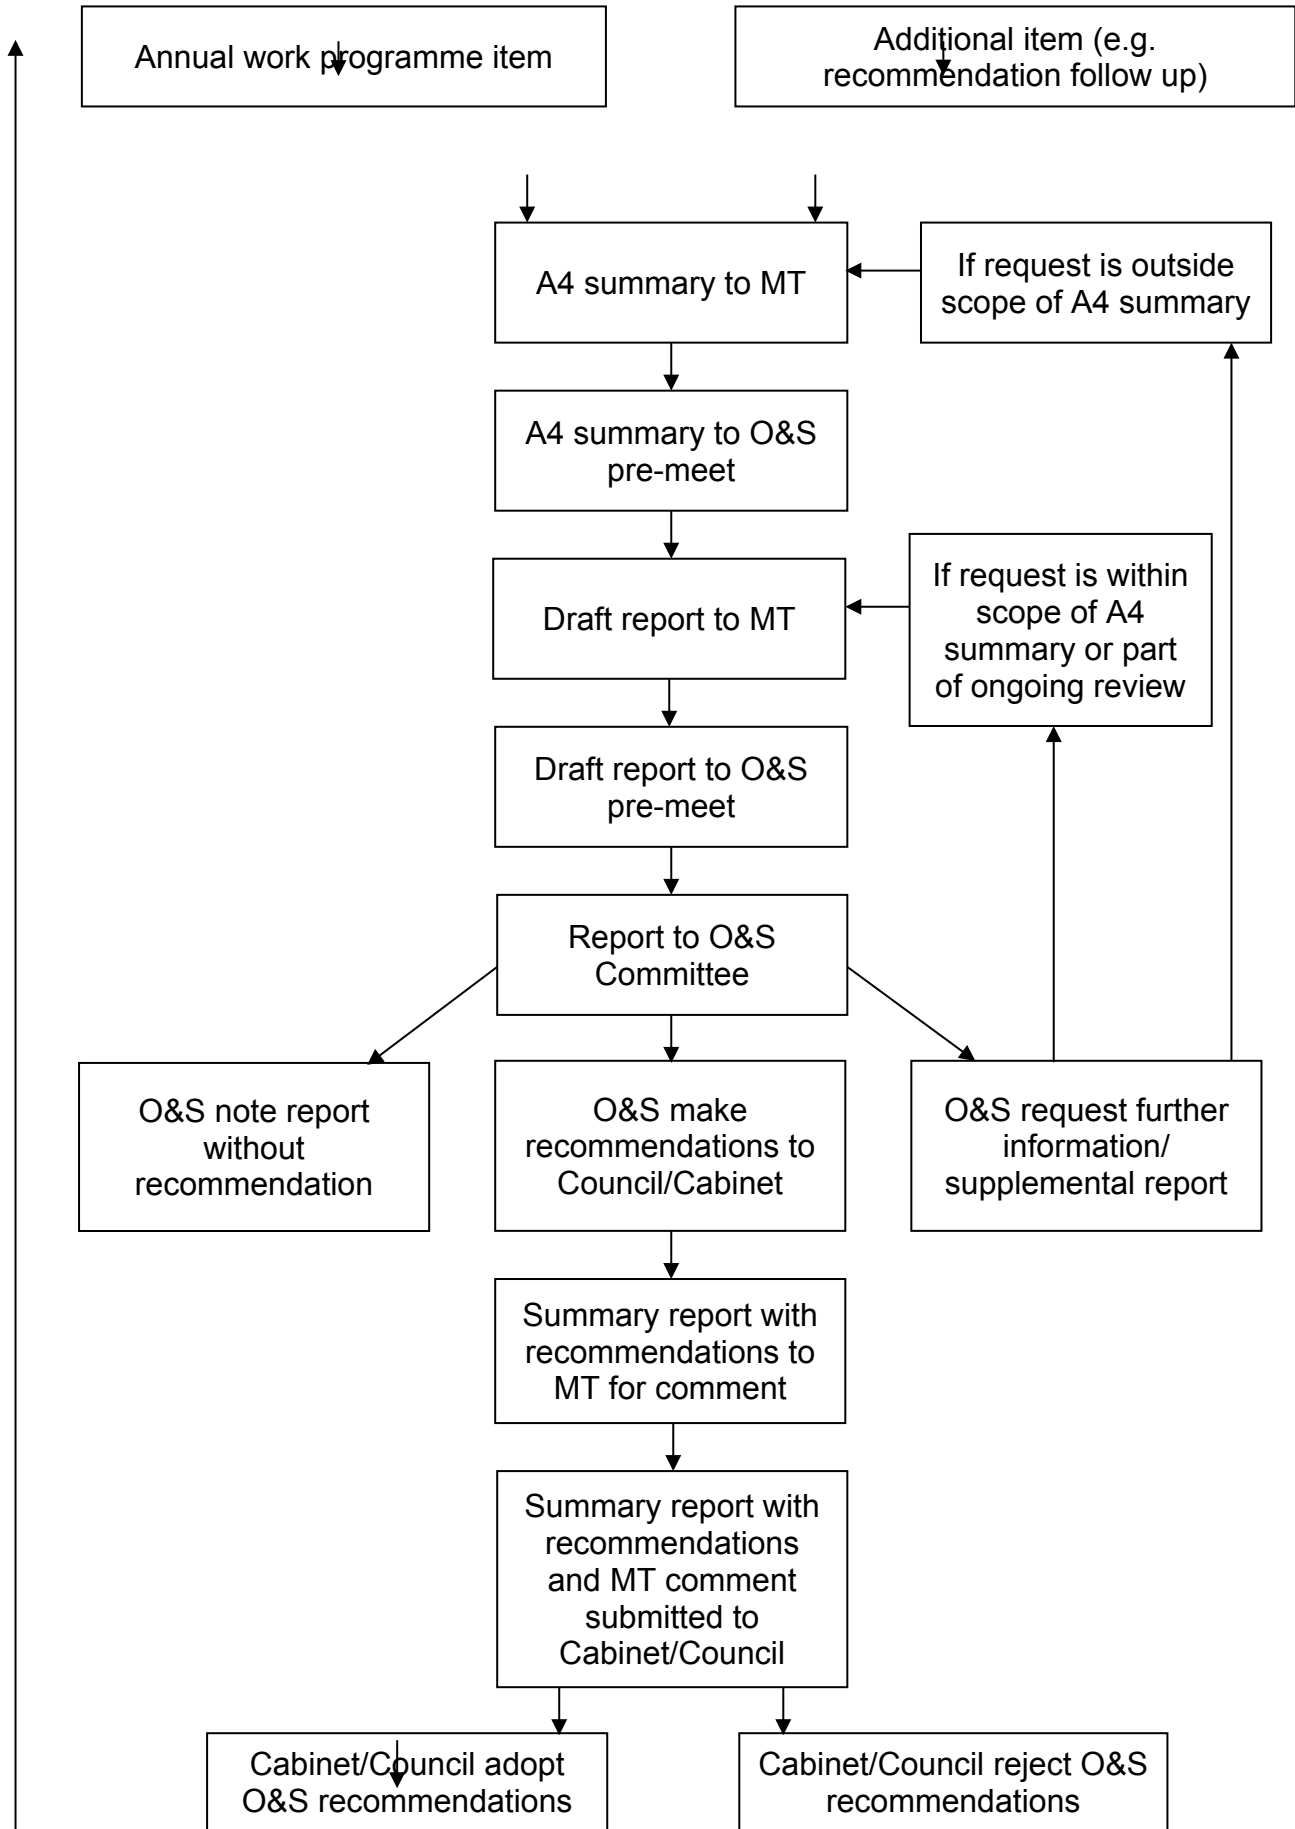 Annual work programme item
Additional item (e.g.
recommendation follow up)
A4 summary to MT
If request is outside
scope of A4 summary
A4 summary to O&S
pre-meet
Draft report to MT
If request is within
scope of A4
summary or part
of ongoing review
Draft report to O&S
pre-meet
Report to O&S
Committee
O&S note report
without
recommendation
O&S make
recommendations to
Council/Cabinet
O&S request further
information/
supplemental report
Summary report with
recommendations to
MT for comment
Summary report with
recommendations
and MT comment
submitted to
Cabinet/Council
Cabinet/Council adopt
O&S recommendations
Cabinet/Council reject O&S
recommendations